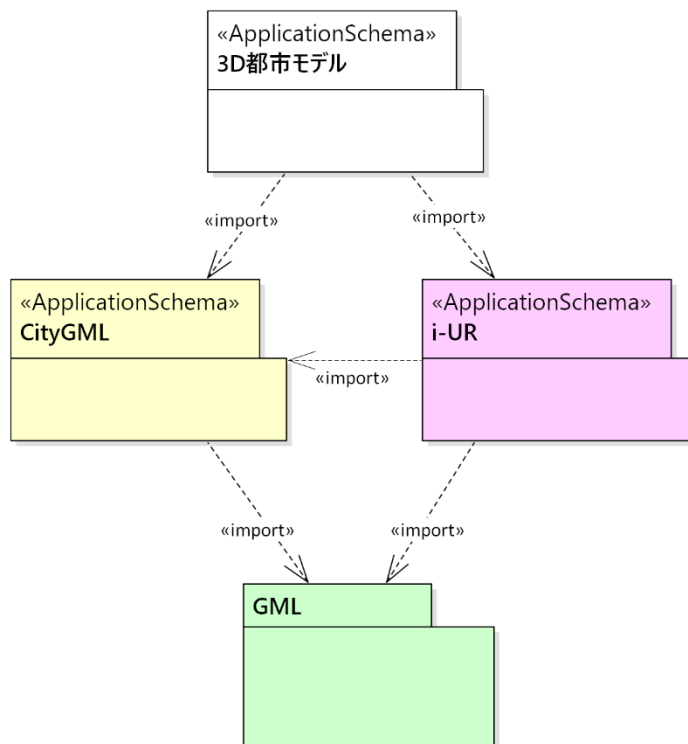 «ApplicationSchema»
3D都市モデル
«import»
«import»
«ApplicationSchema»
CityGML
«ApplicationSchema»
i-UR
«import»
«import»
«import»
GML